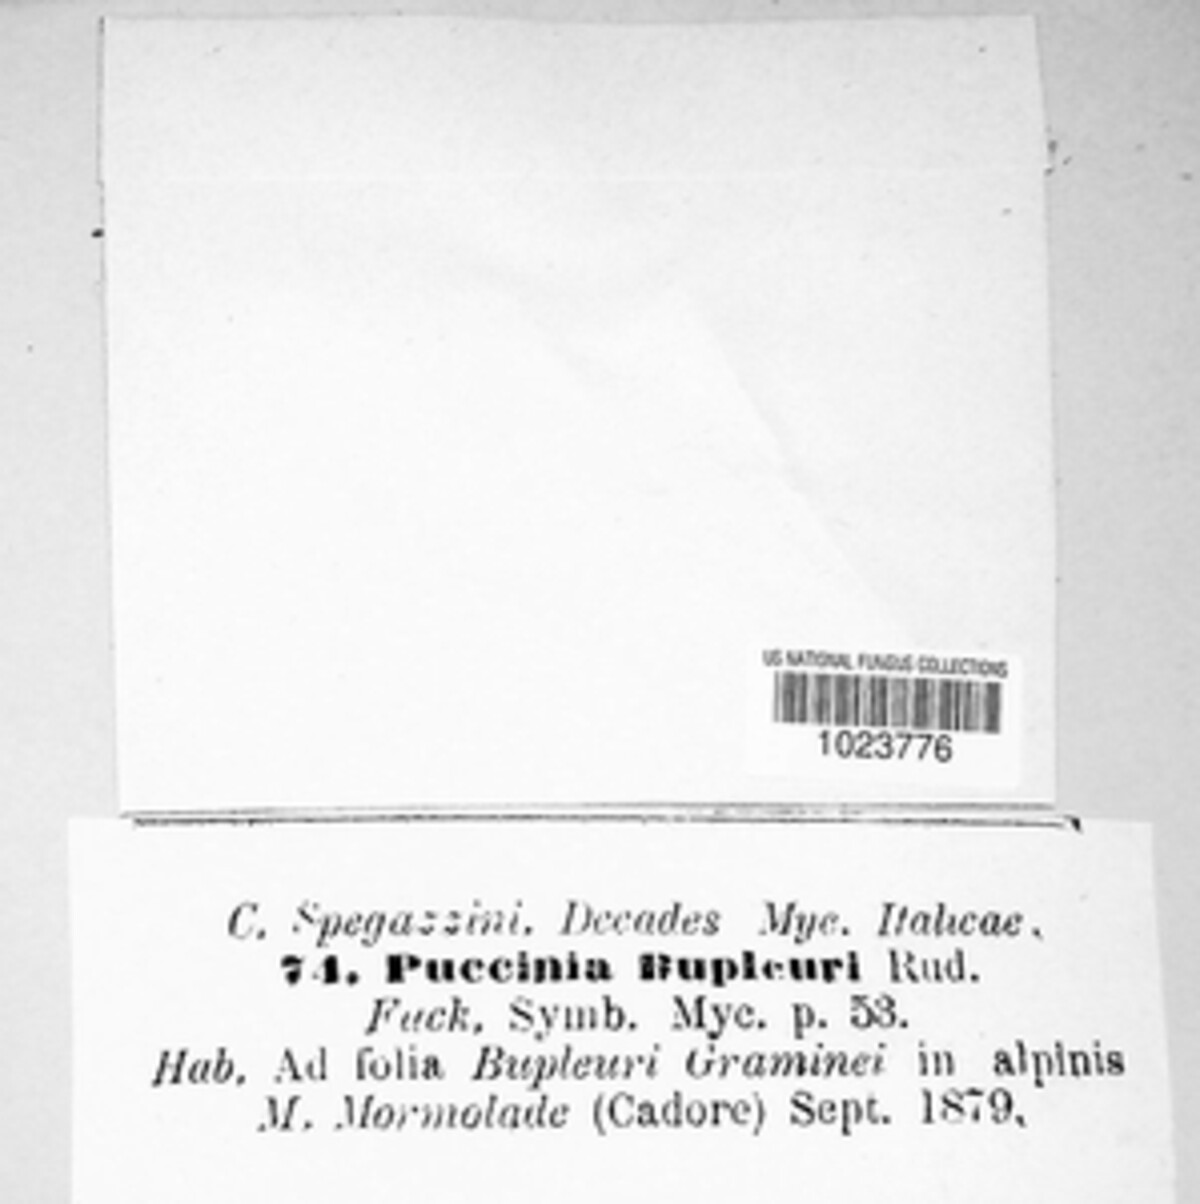 US NATIONAL FUNGUS COLLECTIONS
1023776
C. Spegazzini. Decades Myc. Italicae.
74. Puccinia Bupleuri Rud.
Fuck. Symb. Myc. p. 53.
Hab. Ad folia Bupleuri Graminei in alpinis
M. Mormolade (Cadore) Sept. 1879.